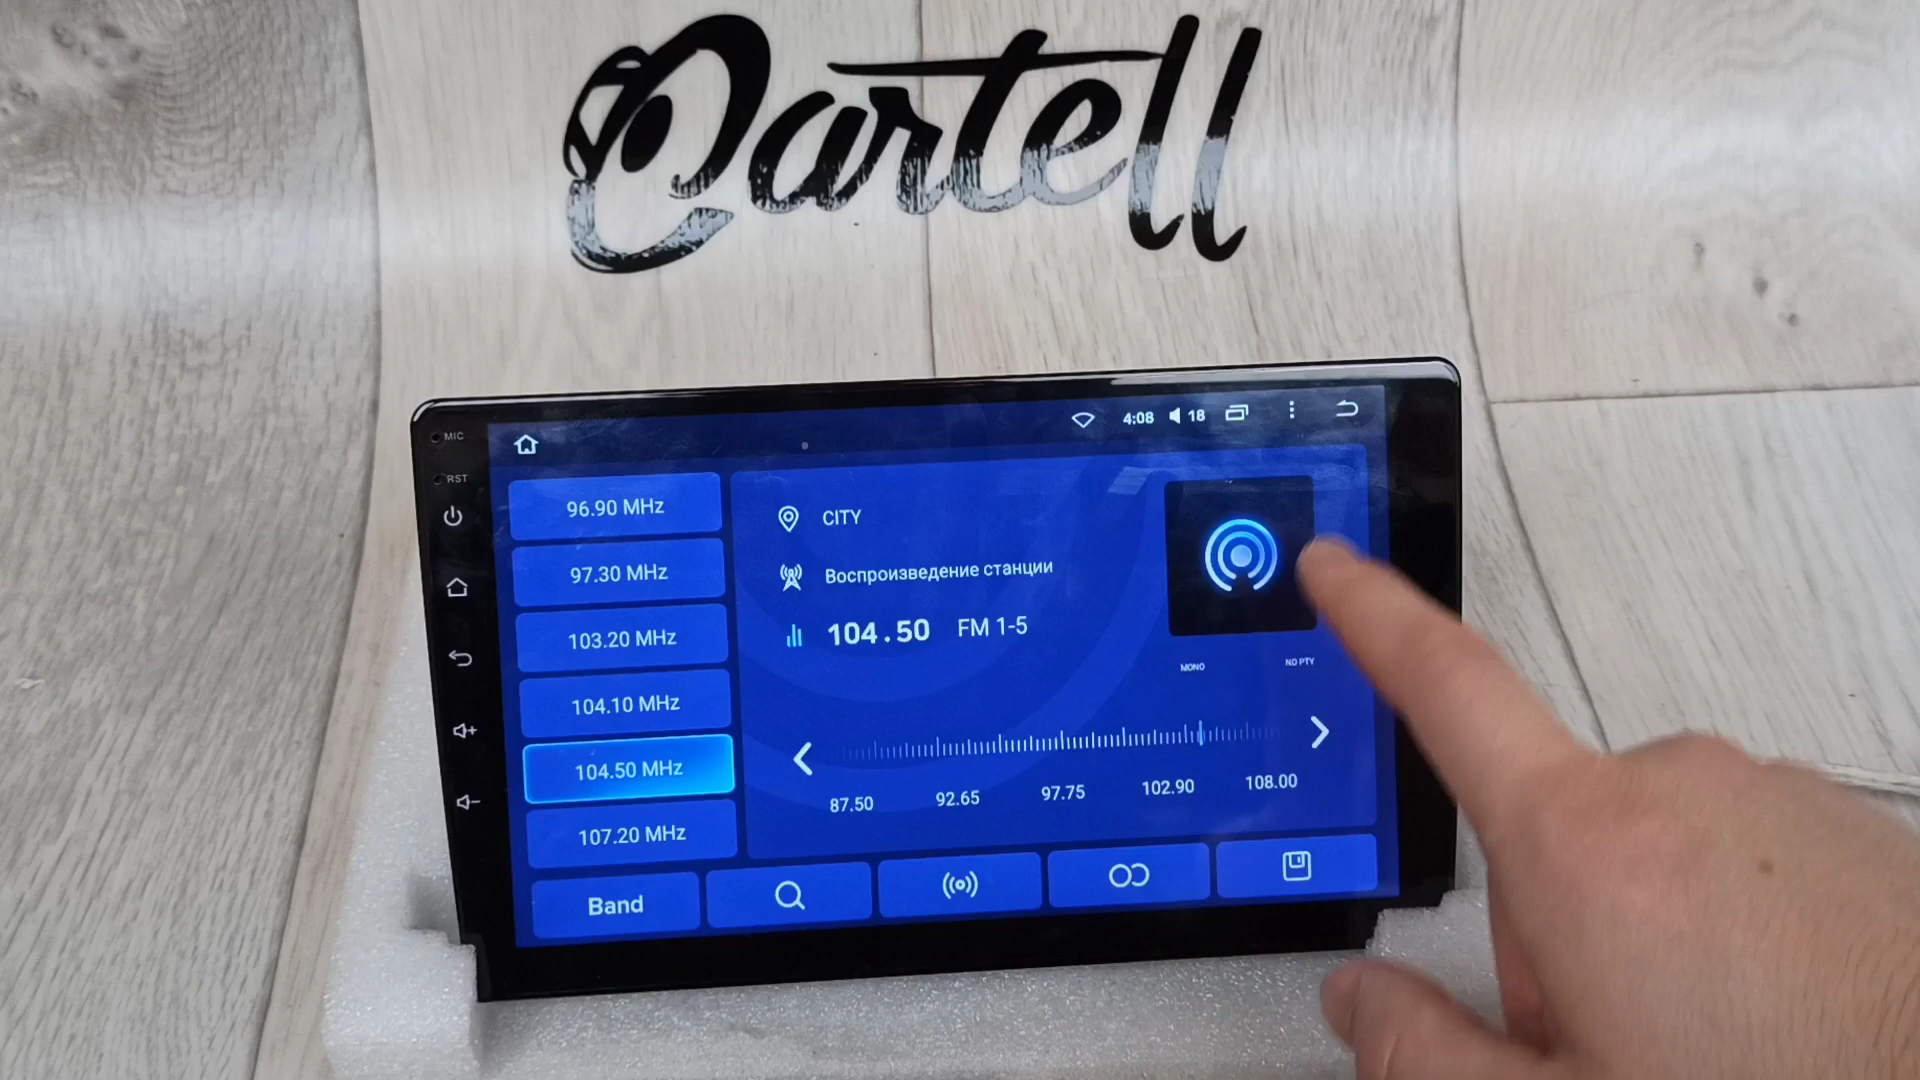 Cartell
MIC
RST
4:08 18
96.90 MHz
97.30 MHz
103.20 MHz
104.10 MHz
104.50 MHz
107.20 MHz
CITY
Воспроизведение станции
104.50 FM 1-5
MONO NO PTY
87.50 92.65 97.75 102.90 108.00
Band